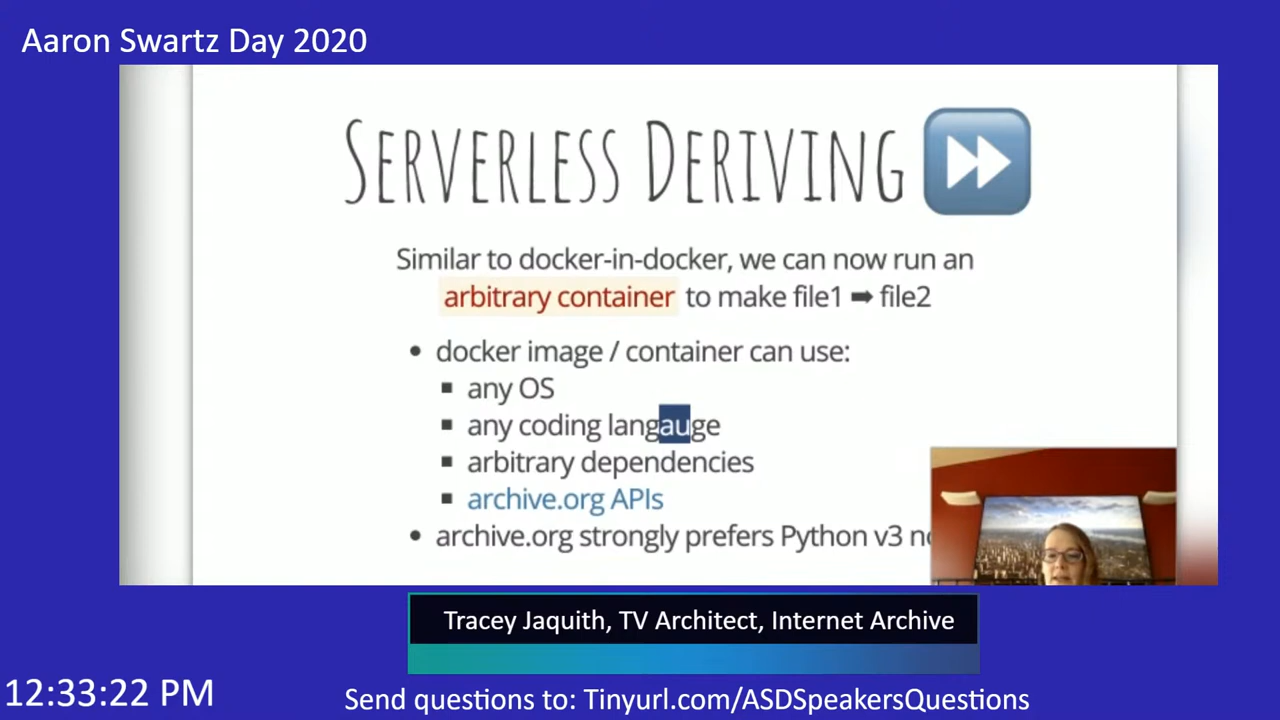 Aaron Swartz Day 2020
SERVERLESS DERIVING
Similar to docker-in-docker, we can now run an
arbitrary container to make file1 ➡ file2
• docker image / container can use:
▪ any OS
▪ any coding langauge
▪ arbitrary dependencies
▪ archive.org APIs
• archive.org strongly prefers Python v3
Tracey Jaquith, TV Architect, Internet Archive
12:33:22 PM
Send questions to: Tinyurl.com/ASDSpeakersQuestions